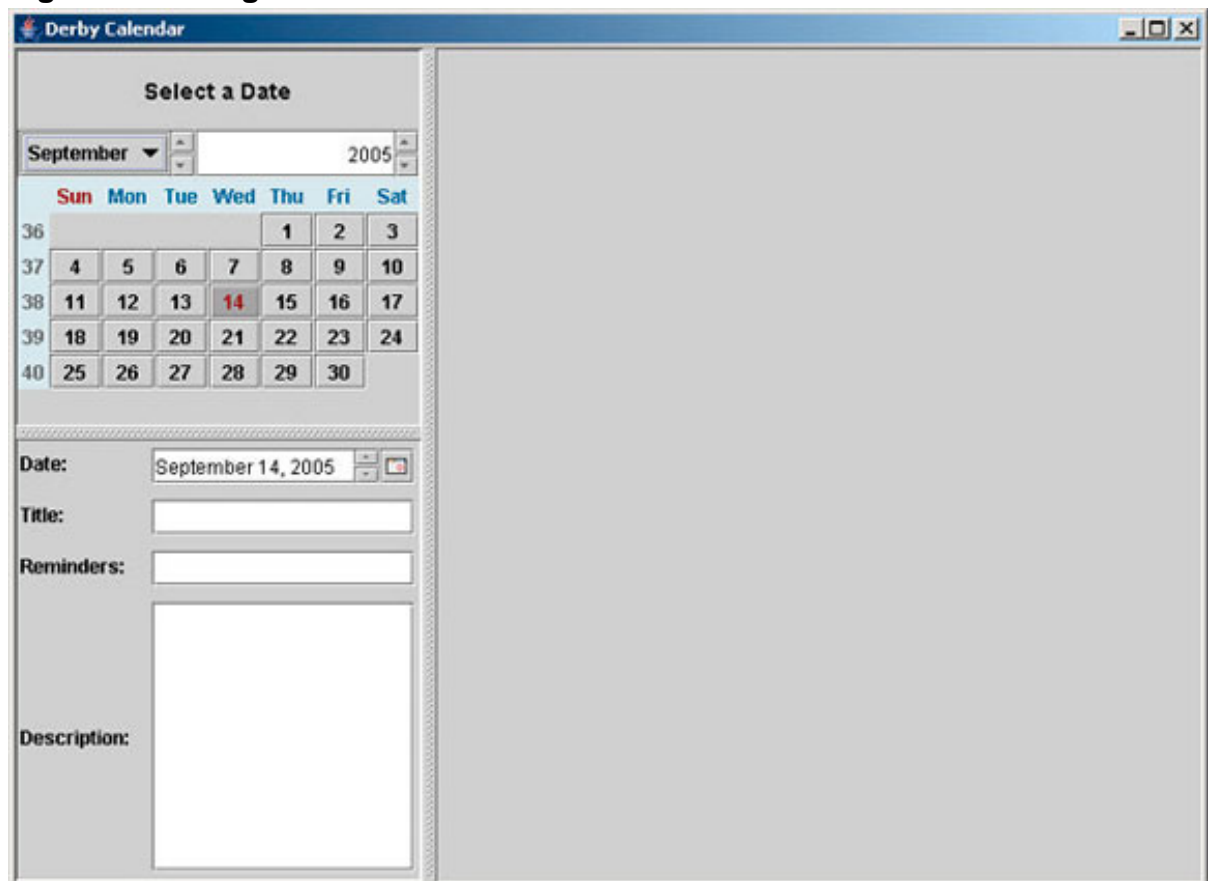 Derby Calendar
Select a Date
September 2005
Sun Mon Tue Wed Thu Fri Sat
36 1 2 3
37 4 5 6 7 8 9 10
38 11 12 13 14 15 16 17
39 18 19 20 21 22 23 24
40 25 26 27 28 29 30
Date: September 14, 2005
Title:
Reminders:
Description: